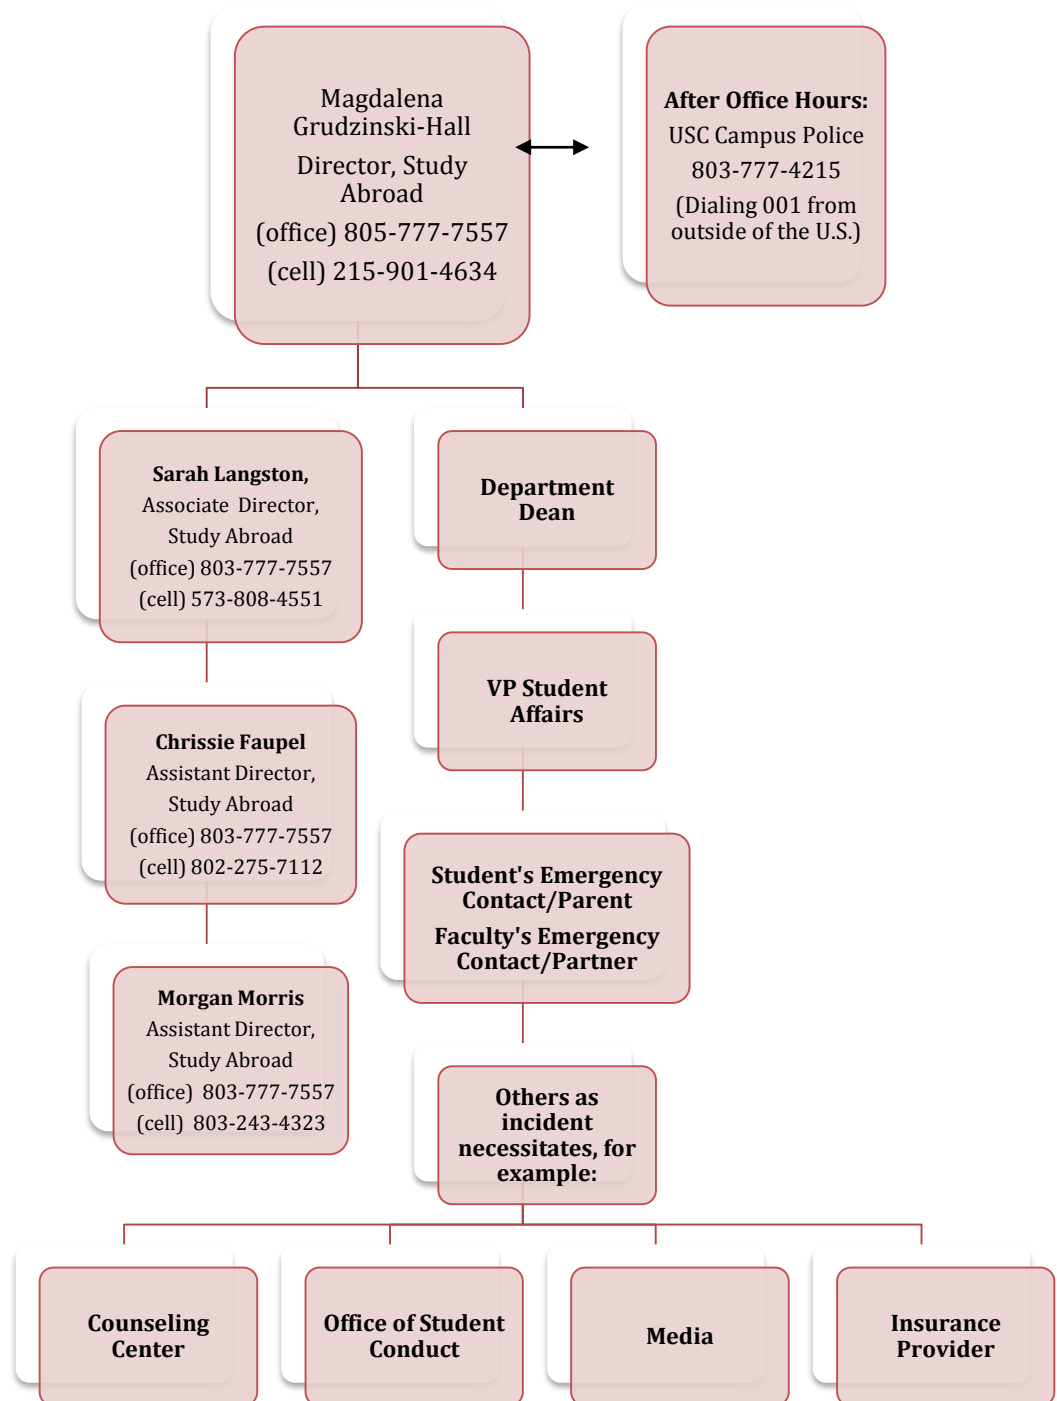 Magdalena
Grudzinski-Hall
Director, Study
Abroad
(office) 805-777-7557
(cell) 215-901-4634
After Office Hours:
USC Campus Police
803-777-4215
(Dialing 001 from
outside of the U.S.)
Sarah Langston,
Associate Director,
Study Abroad
(office) 803-777-7557
(cell) 573-808-4551
Department
Dean
VP Student
Affairs
Chrissie Faupel
Assistant Director,
Study Abroad
(office) 803-777-7557
(cell) 802-275-7112
Student's Emergency
Contact/Parent
Faculty's Emergency
Contact/Partner
Morgan Morris
Assistant Director,
Study Abroad
(office) 803-777-7557
(cell) 803-243-4323
Others as
incident
necessitates, for
example:
Counseling
Center
Office of Student
Conduct
Media
Insurance
Provider